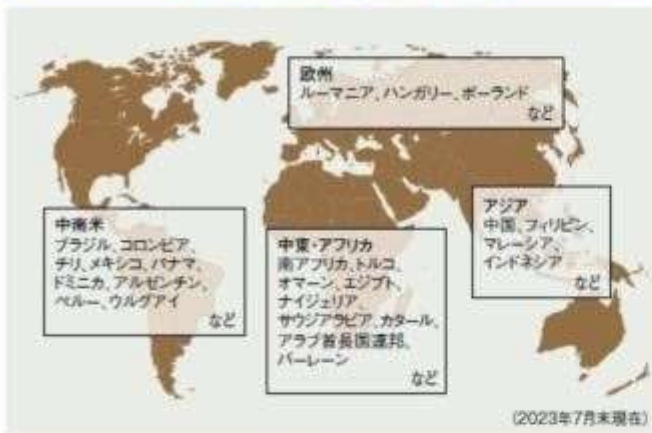 欧州
ルーマニア、ハンガリー、ポーランド
など
中南米
ブラジル、コロンビア、
チリ、メキシコ、パナマ、
ドミニカ、アルゼンチン、
ペルー、ウルグアイ
など
中東・アフリカ
南アフリカ、トルコ、
オマーン、エジプト、
ナイジェリア、
サウジアラビア、カタール、
アラブ首長国連邦、
バーレーン
など
アジア
中国、フィリピン、
マレーシア、
インドネシア
など
(2023年7月末現在)